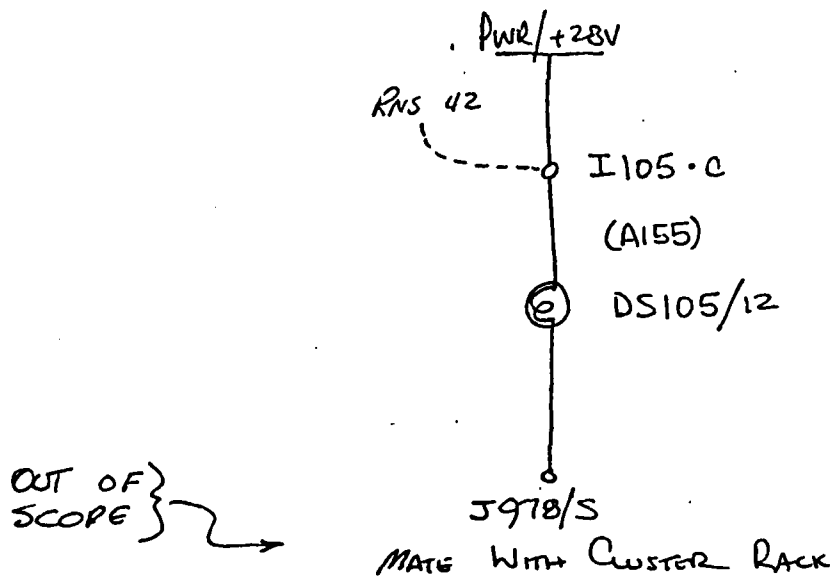 PWR/+28V
RNS 42
I105.C
(A155)
DS105/12
OUT OF
SCOPE
J978/S
MATE WITH CLUSTER RACK